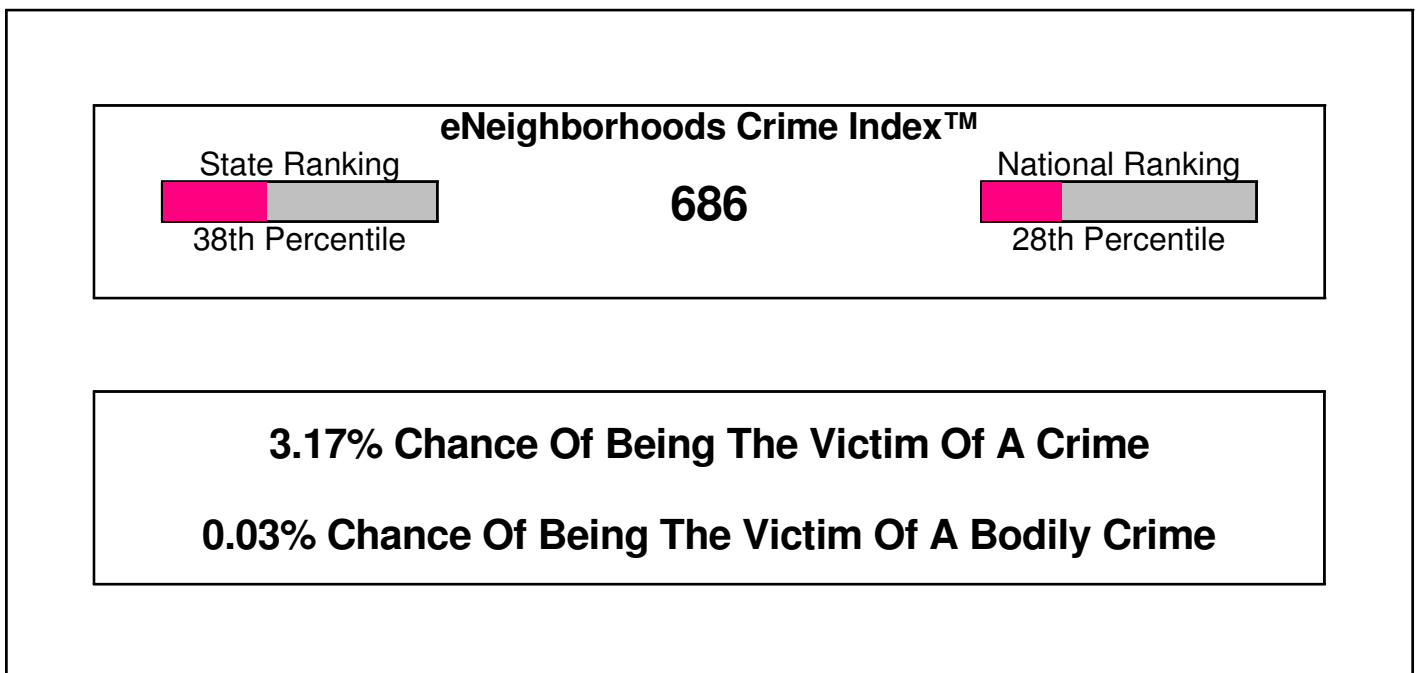 eNeighborhoods Crime Index™
State Ranking
38th Percentile
686
National Ranking
28th Percentile
3.17% Chance Of Being The Victim Of A Crime
0.03% Chance Of Being The Victim Of A Bodily Crime